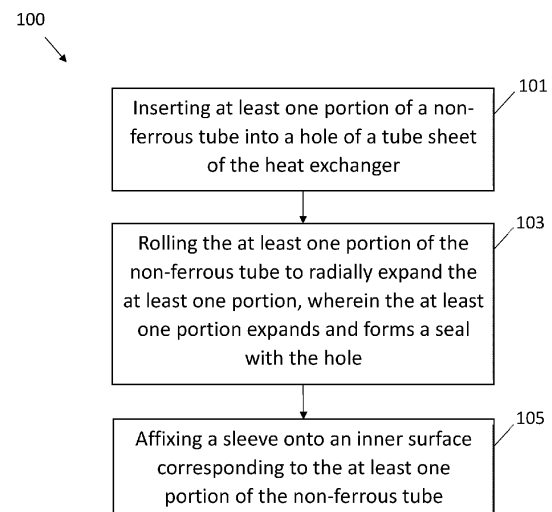 100
101
Inserting at least one portion of a non-
ferrous tube into a hole of a tube sheet
of the heat exchanger
103
Rolling the at least one portion of the
non-ferrous tube to radially expand the
at least one portion, wherein the at least
one portion expands and forms a seal
with the hole
105
Affixing a sleeve onto an inner surface
corresponding to the at least one
portion of the non-ferrous tube